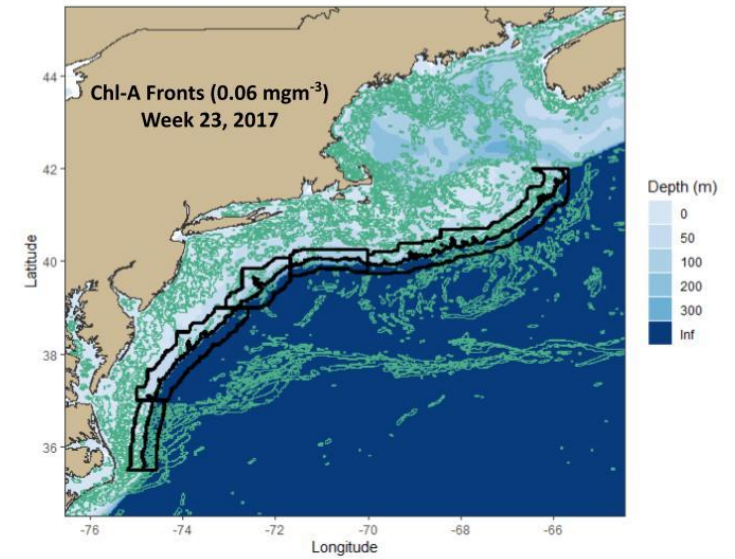 Chl-A Fronts (0.06 mgm⁻³)
Week 23, 2017
44
42
40
38
36
Latitude
-76
-74
-72
-70
-68
-66
Longitude
Depth (m)
0
50
100
200
300
Inf